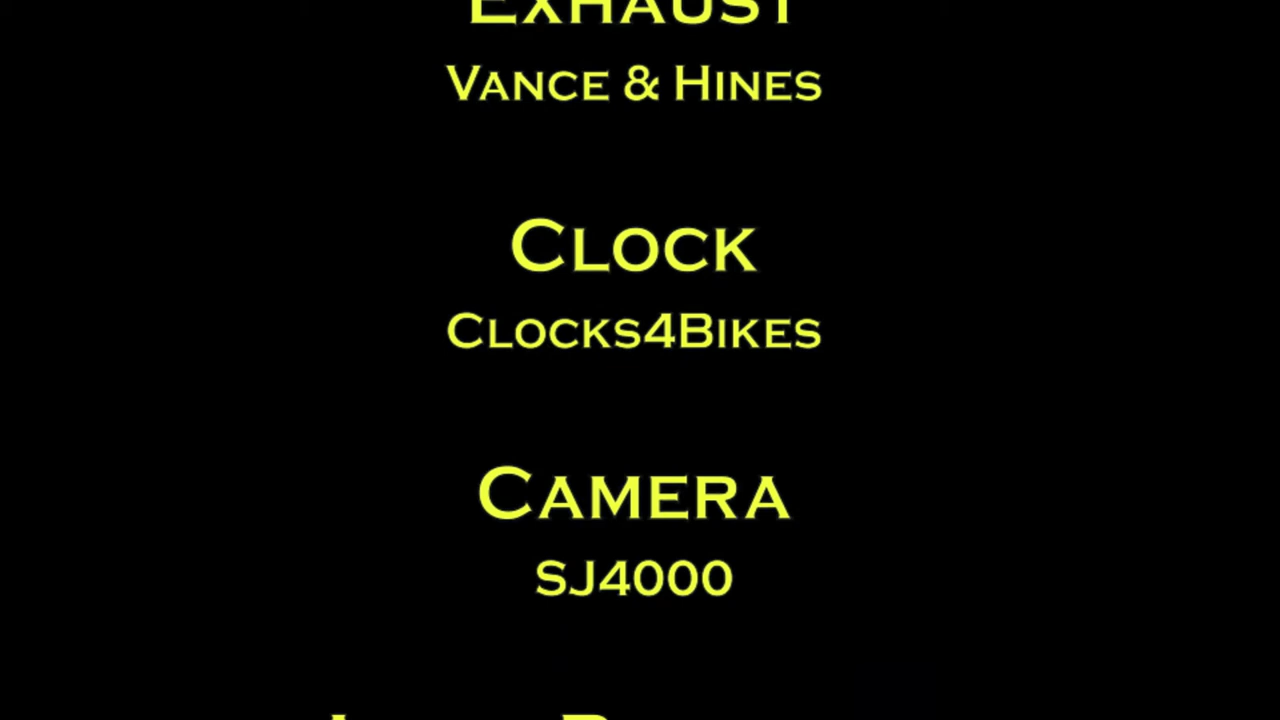 Exhaust
Vance & Hines
Clock
Clocks4Bikes
Camera
SJ4000